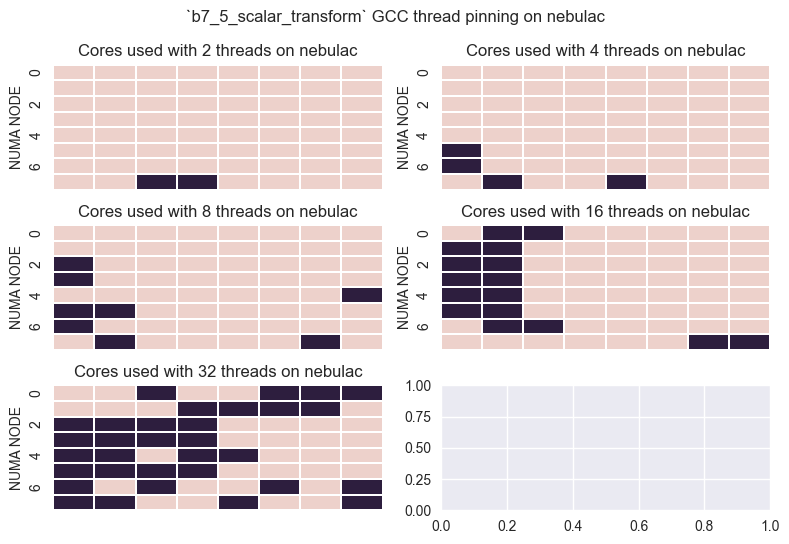 `b7_5_scalar_transform` GCC thread pinning on nebulac
Cores used with 2 threads on nebulac
NUMA NODE
0
2
4
6
Cores used with 4 threads on nebulac
NUMA NODE
0
2
4
6
Cores used with 8 threads on nebulac
NUMA NODE
0
2
4
6
Cores used with 16 threads on nebulac
NUMA NODE
0
2
4
6
Cores used with 32 threads on nebulac
NUMA NODE
0
2
4
6
1.00
0.75
0.50
0.25
0.00
0.0 0.2 0.4 0.6 0.8 1.0